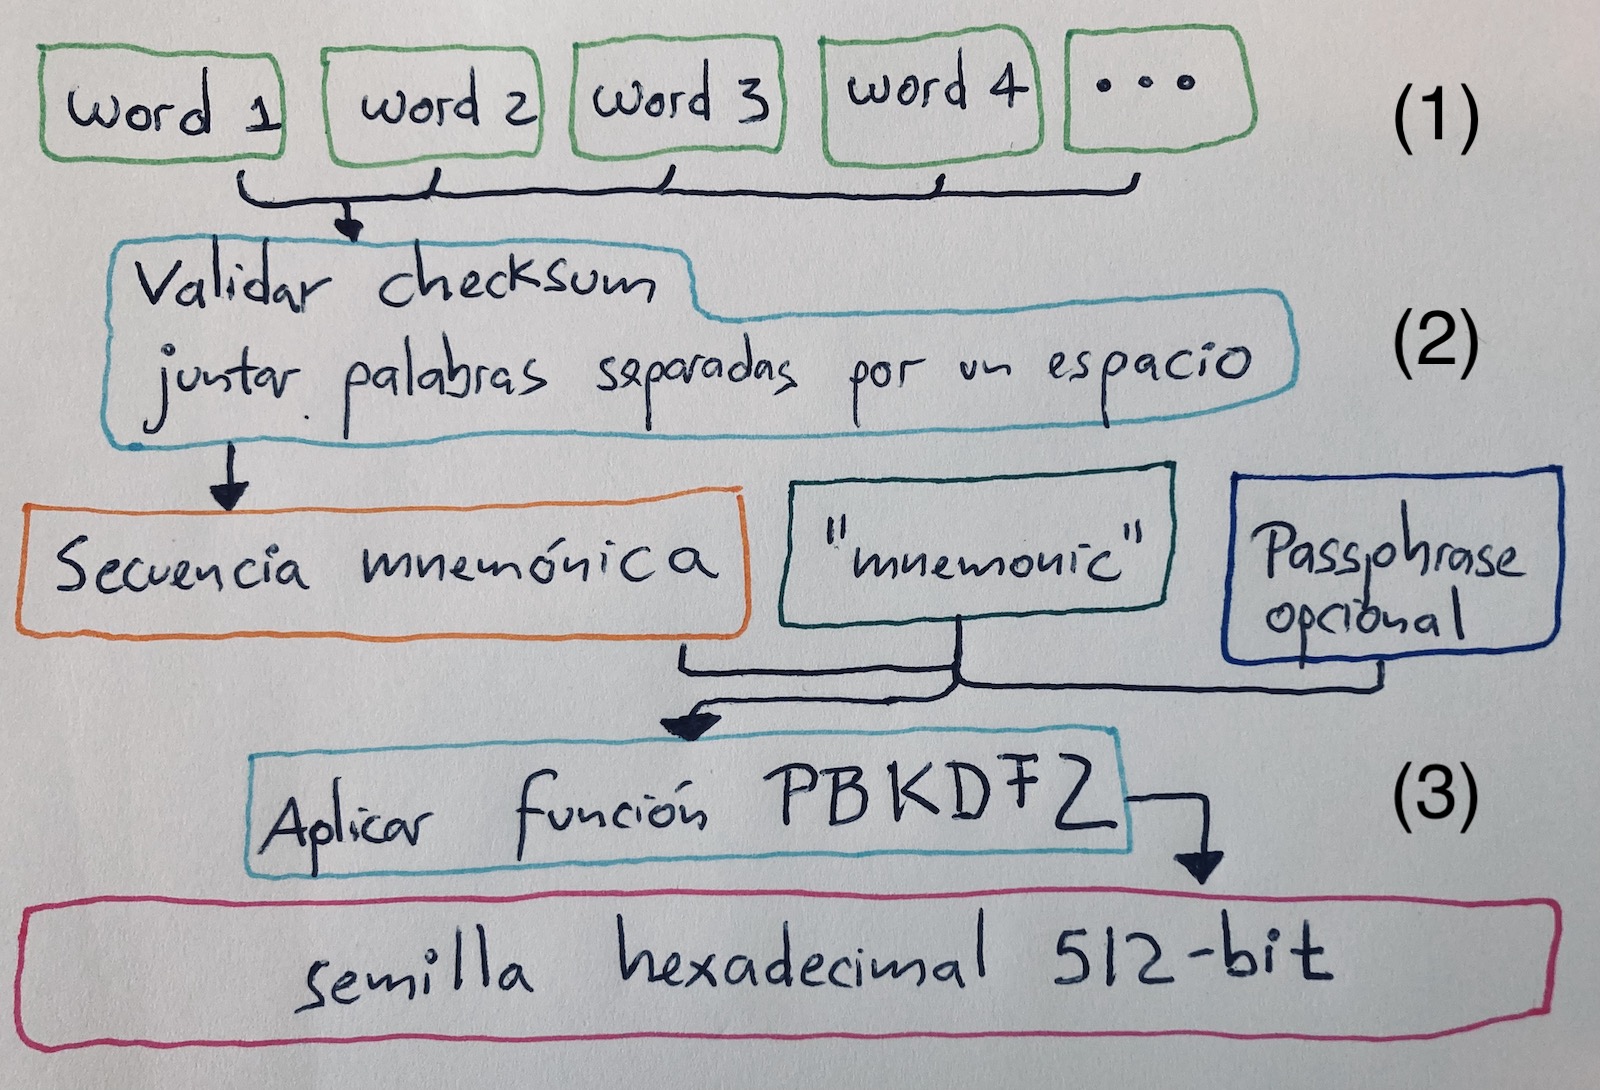 word 1 word 2 word 3 word 4 ...
(1)
Validar checksum
juntar palabras separadas por un espacio
(2)
Secuencia mnemónica
"mnemonic"
Passphrase
opcional
Aplicar función PBKDF2
(3)
semilla hexadecimal 512-bit